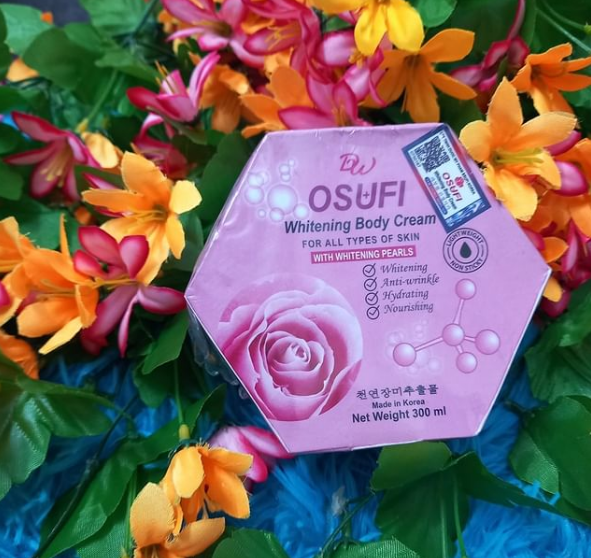 DW
OSUFI
Whitening Body Cream
FOR ALL TYPES OF SKIN
WITH WHITENING PEARLS
Whitening
Anti-wrinkle
Hydrating
Nourishing
LIGHTWEIGHT
NON STICKY
천연장미추출물
Made in Korea
Net Weight 300 ml
OSUFI